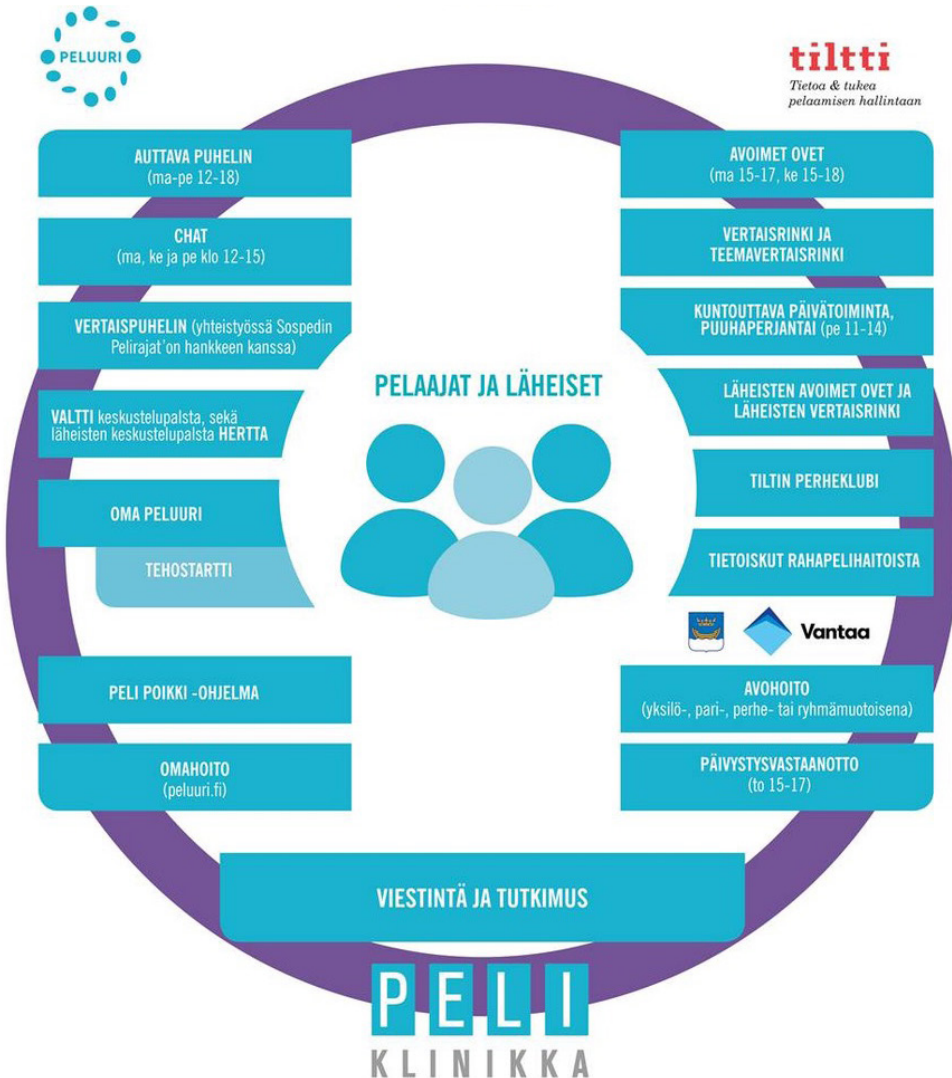 PELUURI
AUTTAVA PUHELIN
(ma-pe 12-18)
CHAT
(ma, ke ja pe klo 12-15)
VERTAISPUHELIN (yhteistyössä Sospedin
Pelirajat'on hankkeen kanssa)
VALTTI keskustelupalsta, sekä
läheisten keskustelupalsta HERTTA
OMA PELUURI
TEHOSTARTTI
PELI POIKKI -OHJELMA
OMAHOITO
(peluuri.fi)
PELAAJAT JA LÄHEISET
tiltti
Tietoa & tukea
pelaamisen hallintaan
AVOIMET OVET
(ma 15-17, ke 15-18)
VERTAISRINKI JA
TEEMAVERTAISRINKI
KUNTOUTTAVA PÄIVÄTOIMINTA,
PUUHAPERJANTAI (pe 11-14)
LÄHEISTEN AVOIMET OVET JA
LÄHEISTEN VERTAISRINKI
TILTIN PERHEKLUBI
TIETOISKUT RAHAPELIHAITOISTA
Vantaa
AVOHOITO
(yksilö-, pari-, perhe- tai ryhmämuotoisena)
PÄIVYSTYSVASTAANOTTO
(to 15-17)
VIESTINTÄ JA TUTKIMUS
PELI
KLINIKKA